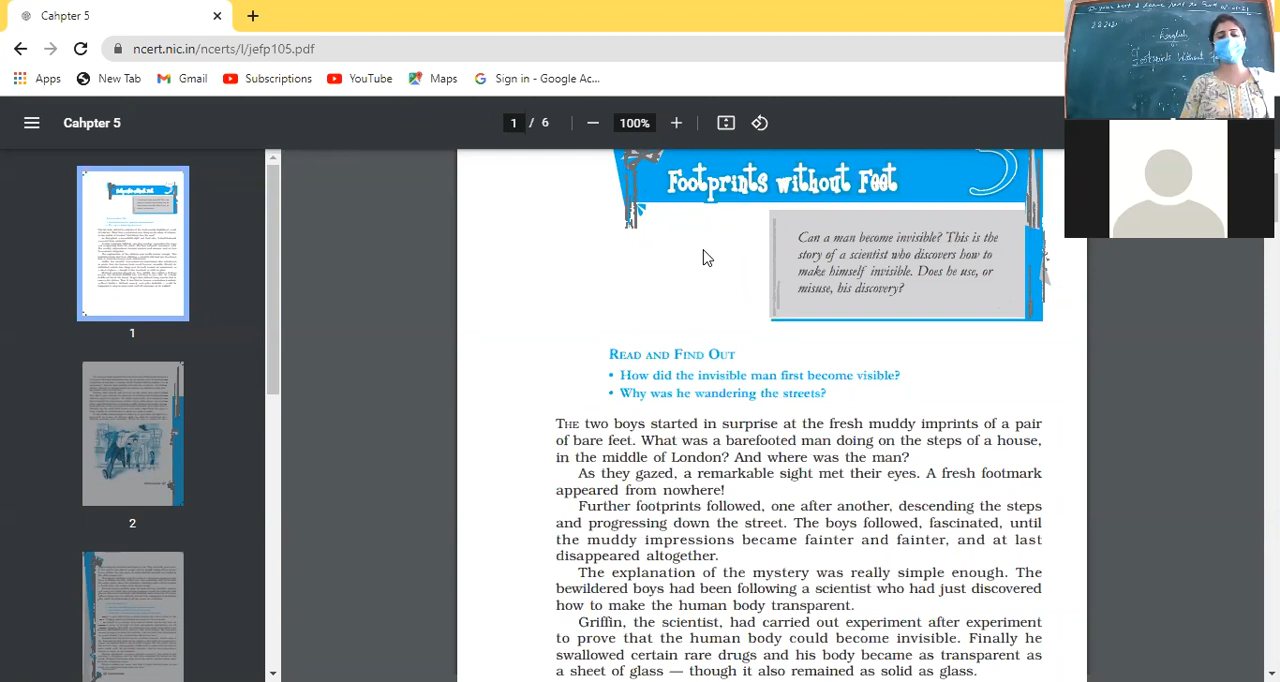 Chapter 5
ncert.nic.in/ncerts/l/jefp105.pdf
Apps
New Tab
Gmail
Subscriptions
YouTube
Maps
Sign in - Google Ac...
Cahpter 5
1 / 6
100%
1
2
Footprints without Feet
5
Can a man become invisible? This is the
story of a scientist who discovers how to
make himself invisible. Does he use, or
misuse, his discovery?
READ AND FIND OUT
• How did the invisible man first become visible?
• Why was he wandering the streets?
THE two boys started in surprise at the fresh muddy imprints of a pair
of bare feet. What was a barefooted man doing on the steps of a house,
in the middle of London? And where was the man?
As they gazed, a remarkable sight met their eyes. A fresh footmark
appeared from nowhere!
Further footprints followed, one after another, descending the steps
and progressing down the street. The boys followed, fascinated, until
the muddy impressions became fainter and fainter, and at last
disappeared altogether.
The explanation of the mystery was really simple enough. The
bewildered boys had been following a scientist who had just discovered
how to make the human body transparent.
Griffin, the scientist, had carried out experiment after experiment
to prove that the human body could become invisible. Finally he
swallowed certain rare drugs and his body became as transparent as
a sheet of glass — though it also remained as solid as glass.
English
Footprints without